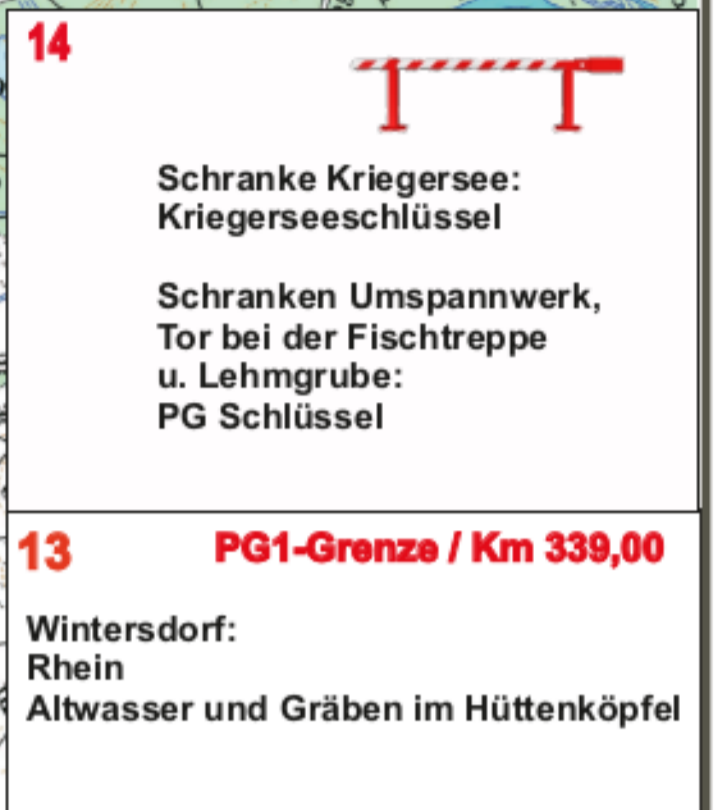 14
Schranke Kriegersee:
Kriegerseeschlüssel
Schranken Umspannwerk,
Tor bei der Fischtreppe
u. Lehmgrube:
PG Schlüssel
13
PG1-Grenze / Km 339,00
Wintersdorf:
Rhein
Altwasser und Gräben im Hüttenköpfel